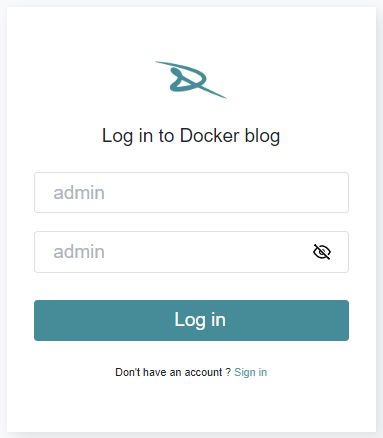 Log in to Docker blog
admin
admin
Log in
Don't have an account ? Sign in